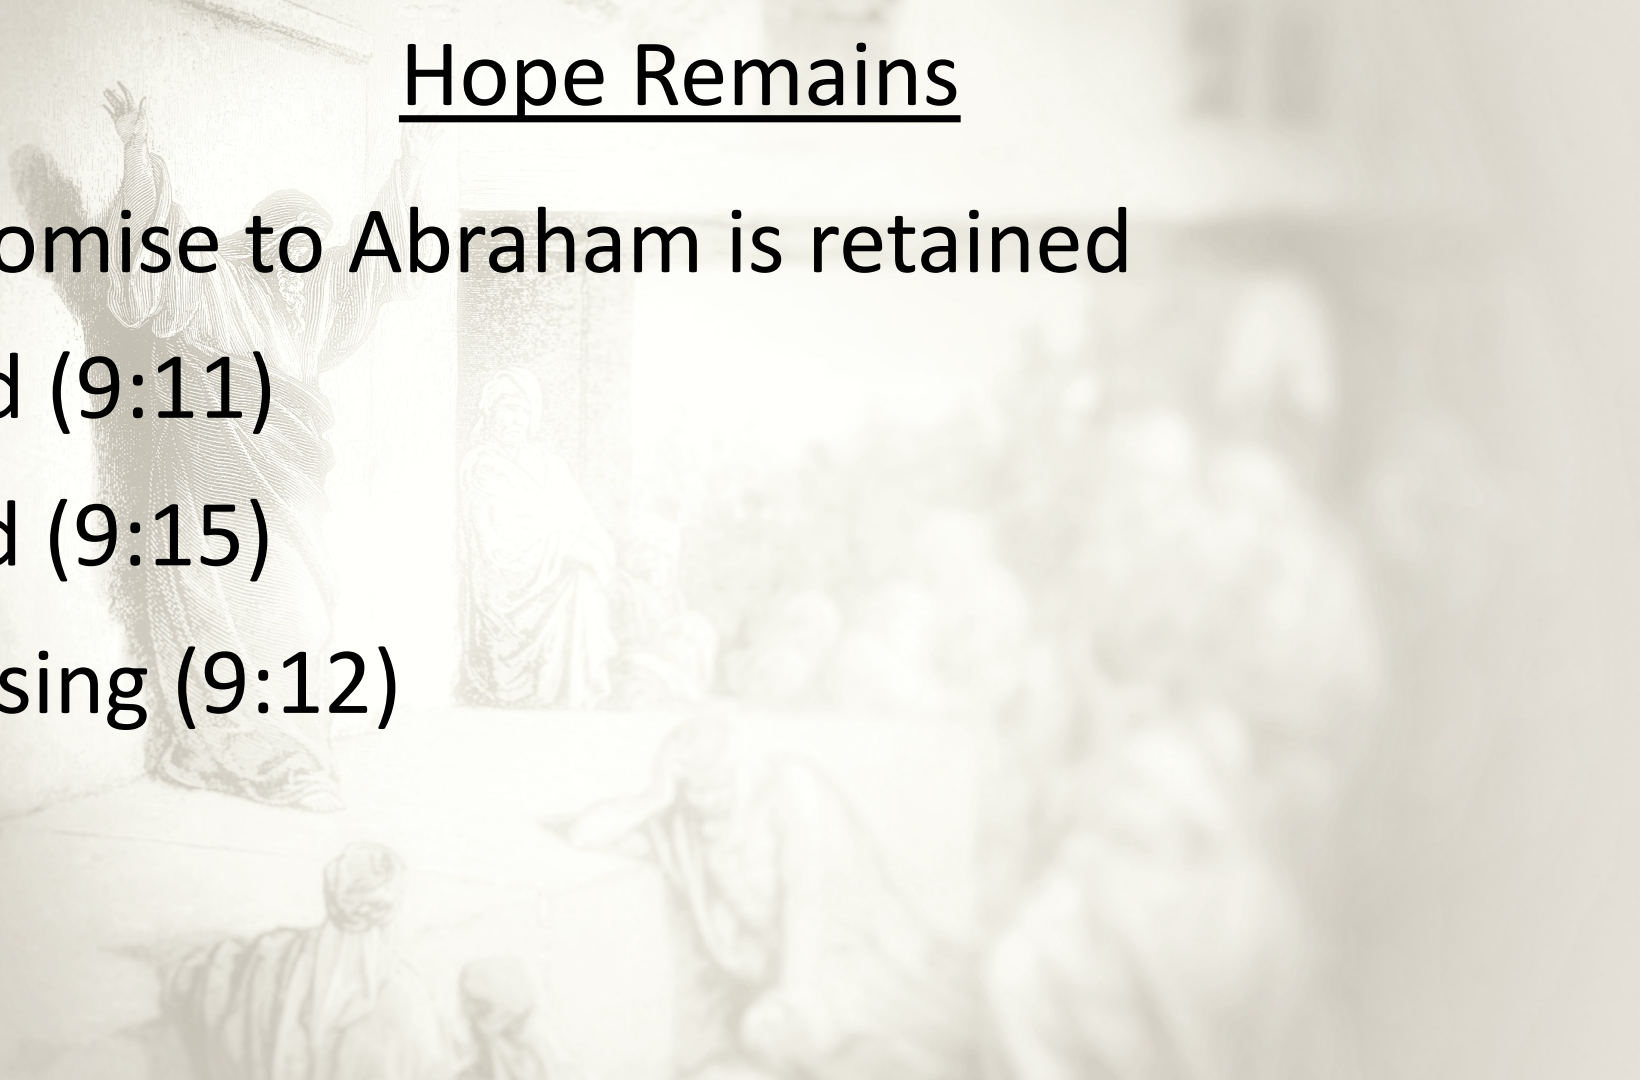 Hope Remains
omise to Abraham is retained
d (9:11)
d (9:15)
sing (9:12)